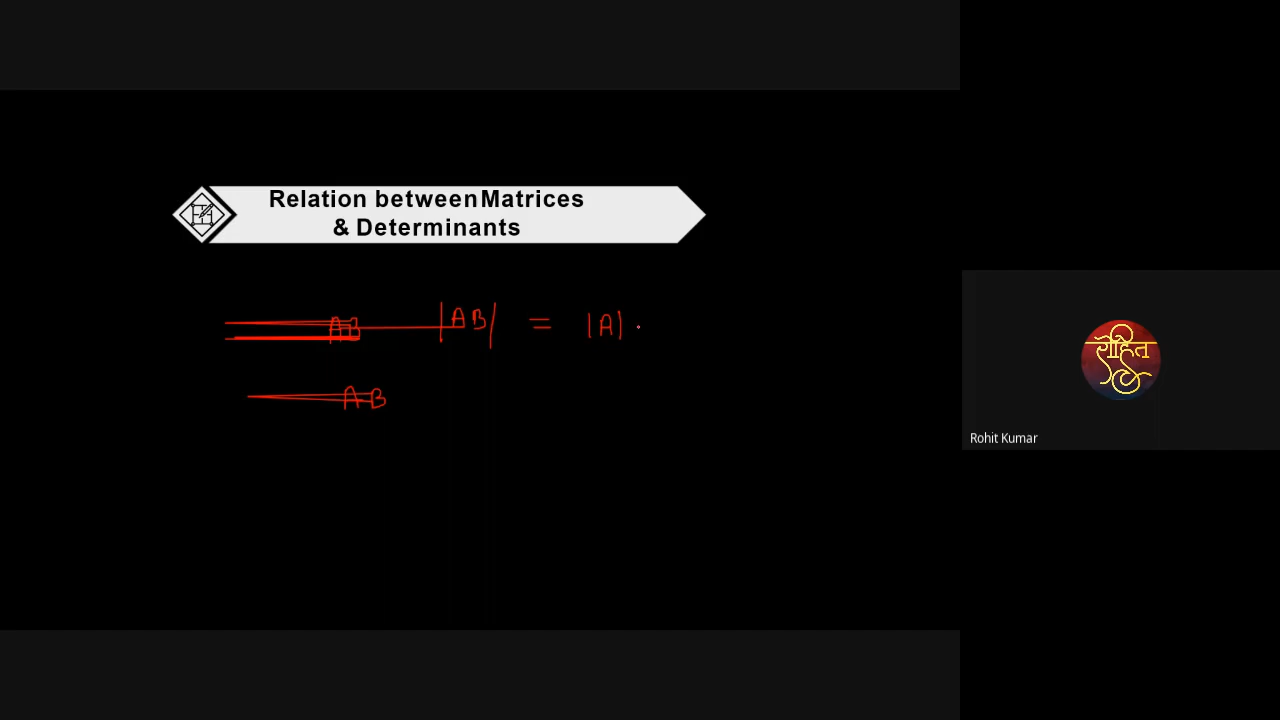 Relation between Matrices
& Determinants
AB |AB| = |A| .
AB
रोहित
Rohit Kumar